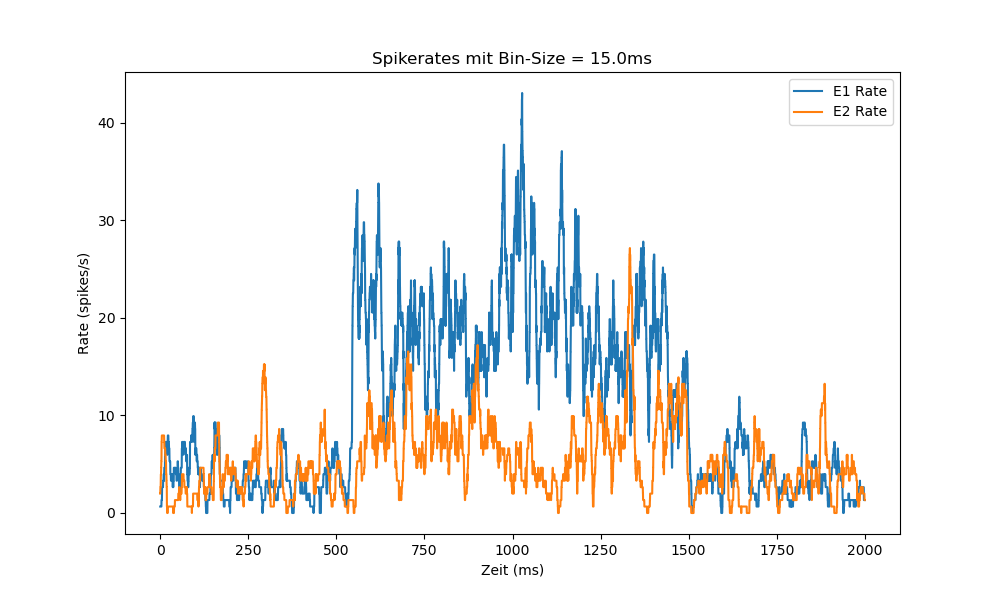 Spikerates mit Bin-Size = 15.0ms
E1 Rate
E2 Rate
Rate (spikes/s)
40
30
20
10
0
0 250 500 750 1000 1250 1500 1750 2000
Zeit (ms)